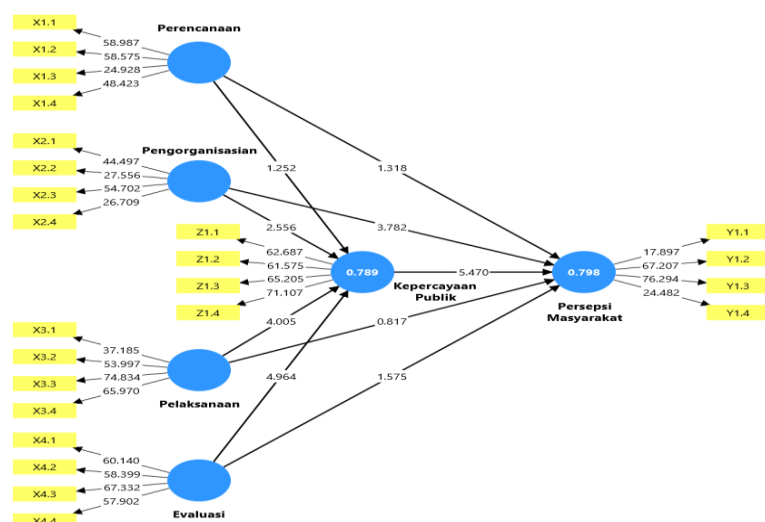 X1.1
X1.2
X1.3
X1.4
58.987
58.575
24.928
48.423
Perencanaan
X2.1
X2.2
X2.3
X2.4
44.497
27.556
54.702
26.709
Pengorganisasian
1.252
1.318
2.556
3.782
Z1.1
Z1.2
Z1.3
Z1.4
62.687
61.575
65.205
71.107
0.789
Kepercayaan
Publik
5.470
0.798
Persepsi
Masyarakat
17.897
67.207
76.294
24.482
Y1.1
Y1.2
Y1.3
Y1.4
4.005
0.817
4.964
1.575
X3.1
X3.2
X3.3
X3.4
37.185
53.997
74.834
65.970
Pelaksanaan
X4.1
X4.2
X4.3
X4.4
60.140
58.399
67.332
57.902
Evaluasi